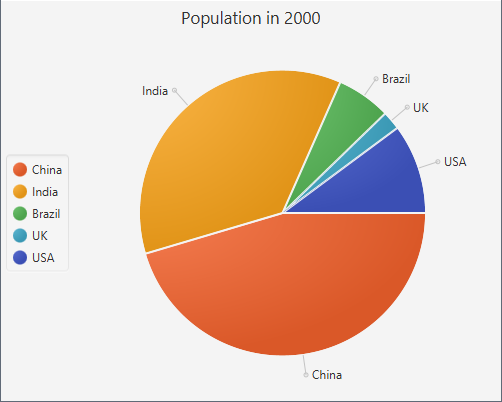 Population in 2000
India
Brazil
UK
USA
China
China
India
Brazil
UK
USA